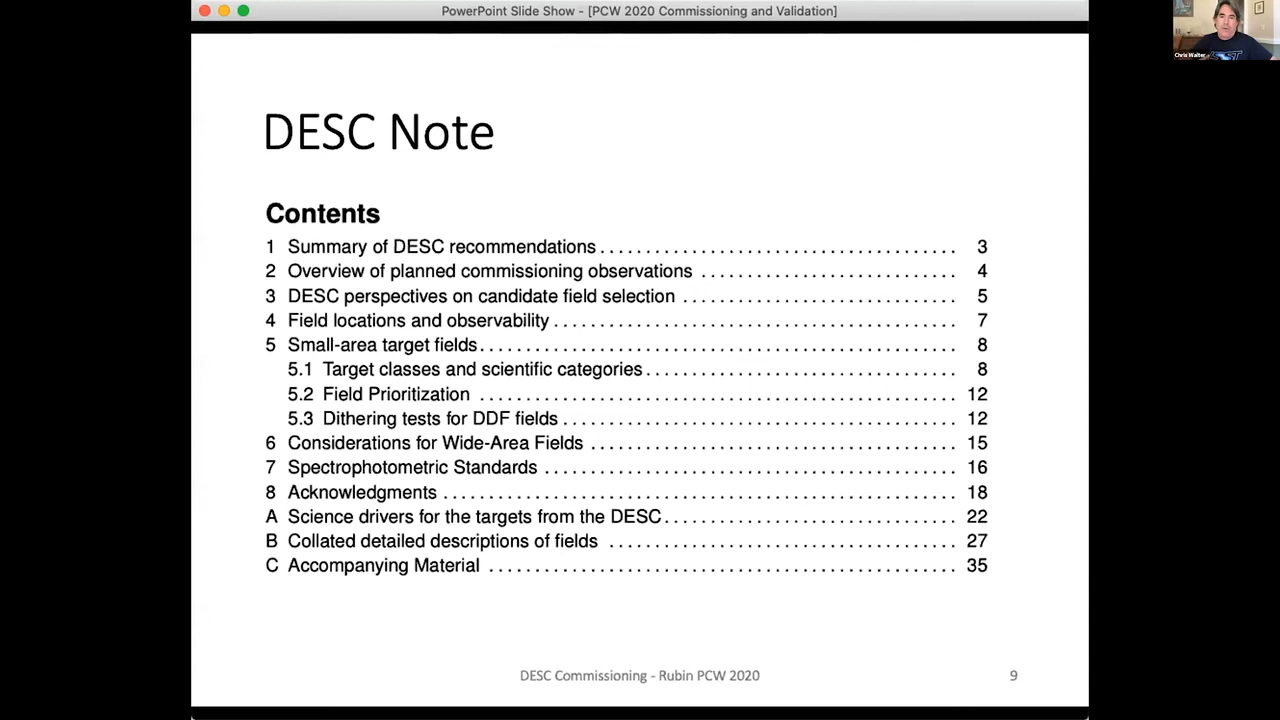 PowerPoint Slide Show - [PCW 2020 Commissioning and Validation]
Chris Walter
DESC Note
Contents
1 Summary of DESC recommendations . . . . . . . . . . . . . . . . . . . . . . . . . . . . . . 3
2 Overview of planned commissioning observations . . . . . . . . . . . . . . . . . . . . . 4
3 DESC perspectives on candidate field selection . . . . . . . . . . . . . . . . . . . . . . . 5
4 Field locations and observability . . . . . . . . . . . . . . . . . . . . . . . . . . . . . . . . . 7
5 Small-area target fields . . . . . . . . . . . . . . . . . . . . . . . . . . . . . . . . . . . . . . . 8
5.1 Target classes and scientific categories . . . . . . . . . . . . . . . . . . . . . . . . . . 8
5.2 Field Prioritization . . . . . . . . . . . . . . . . . . . . . . . . . . . . . . . . . . . . . . . 12
5.3 Dithering tests for DDF fields . . . . . . . . . . . . . . . . . . . . . . . . . . . . . . . . 12
6 Considerations for Wide-Area Fields . . . . . . . . . . . . . . . . . . . . . . . . . . . . . . 15
7 Spectrophotometric Standards . . . . . . . . . . . . . . . . . . . . . . . . . . . . . . . . . . 16
8 Acknowledgments . . . . . . . . . . . . . . . . . . . . . . . . . . . . . . . . . . . . . . . . . . 18
A Science drivers for the targets from the DESC . . . . . . . . . . . . . . . . . . . . . . . . 22
B Collated detailed descriptions of fields . . . . . . . . . . . . . . . . . . . . . . . . . . . . . 27
C Accompanying Material . . . . . . . . . . . . . . . . . . . . . . . . . . . . . . . . . . . . . . 35
DESC Commissioning - Rubin PCW 2020
9